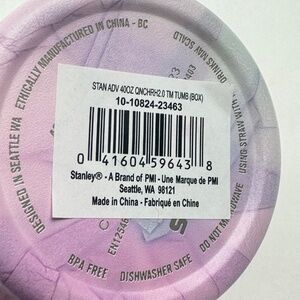 STAN ADV 40OZ QNCHRH2.0 TM TUMB (BOX)
10-10824-23463
0 41604 59643 8
Stanley® - A Brand of PMI - Une Marque de PMI
Seattle, WA 98121
Made in China - Fabriqué en Chine
ETHICALLY MANUFACTURED IN CHINA - BC
DRINKS MAY SCALD
USING STRAW WITH
DESIGNED IN SEATTLE WA
EN12546
BPA FREE
DISHWASHER SAFE
DO NOT MICROWAVE